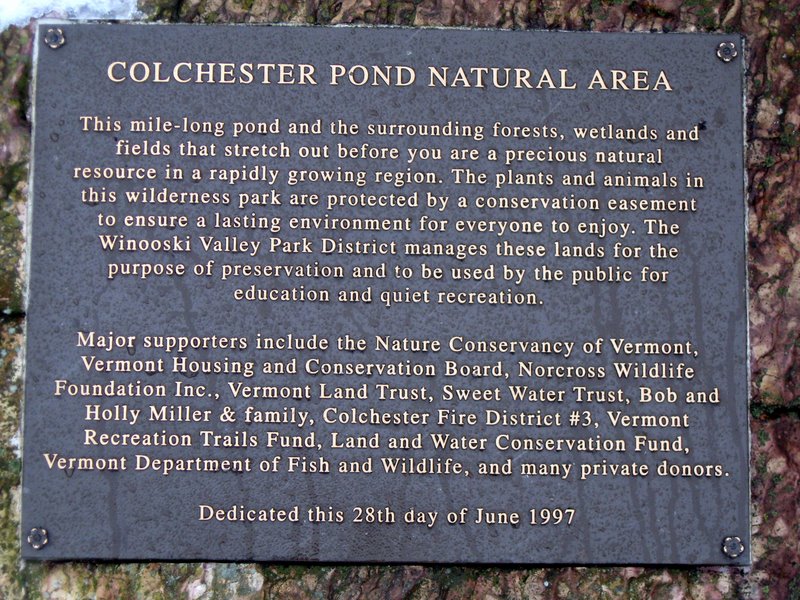 COLCHESTER POND NATURAL AREA
This mile-long pond and the surrounding forests, wetlands and
fields that stretch out before you are a precious natural
resource in a rapidly growing region. The plants and animals in
this wilderness park are protected by a conservation easement
to ensure a lasting environment for everyone to enjoy. The
Winooski Valley Park District manages these lands for the
purpose of preservation and to be used by the public for
education and quiet recreation.
Major supporters include the Nature Conservancy of Vermont,
Vermont Housing and Conservation Board, Norcross Wildlife
Foundation Inc., Vermont Land Trust, Sweet Water Trust, Bob and
Holly Miller & family, Colchester Fire District #3, Vermont
Recreation Trails Fund, Land and Water Conservation Fund,
Vermont Department of Fish and Wildlife, and many private donors.
Dedicated this 28th day of June 1997